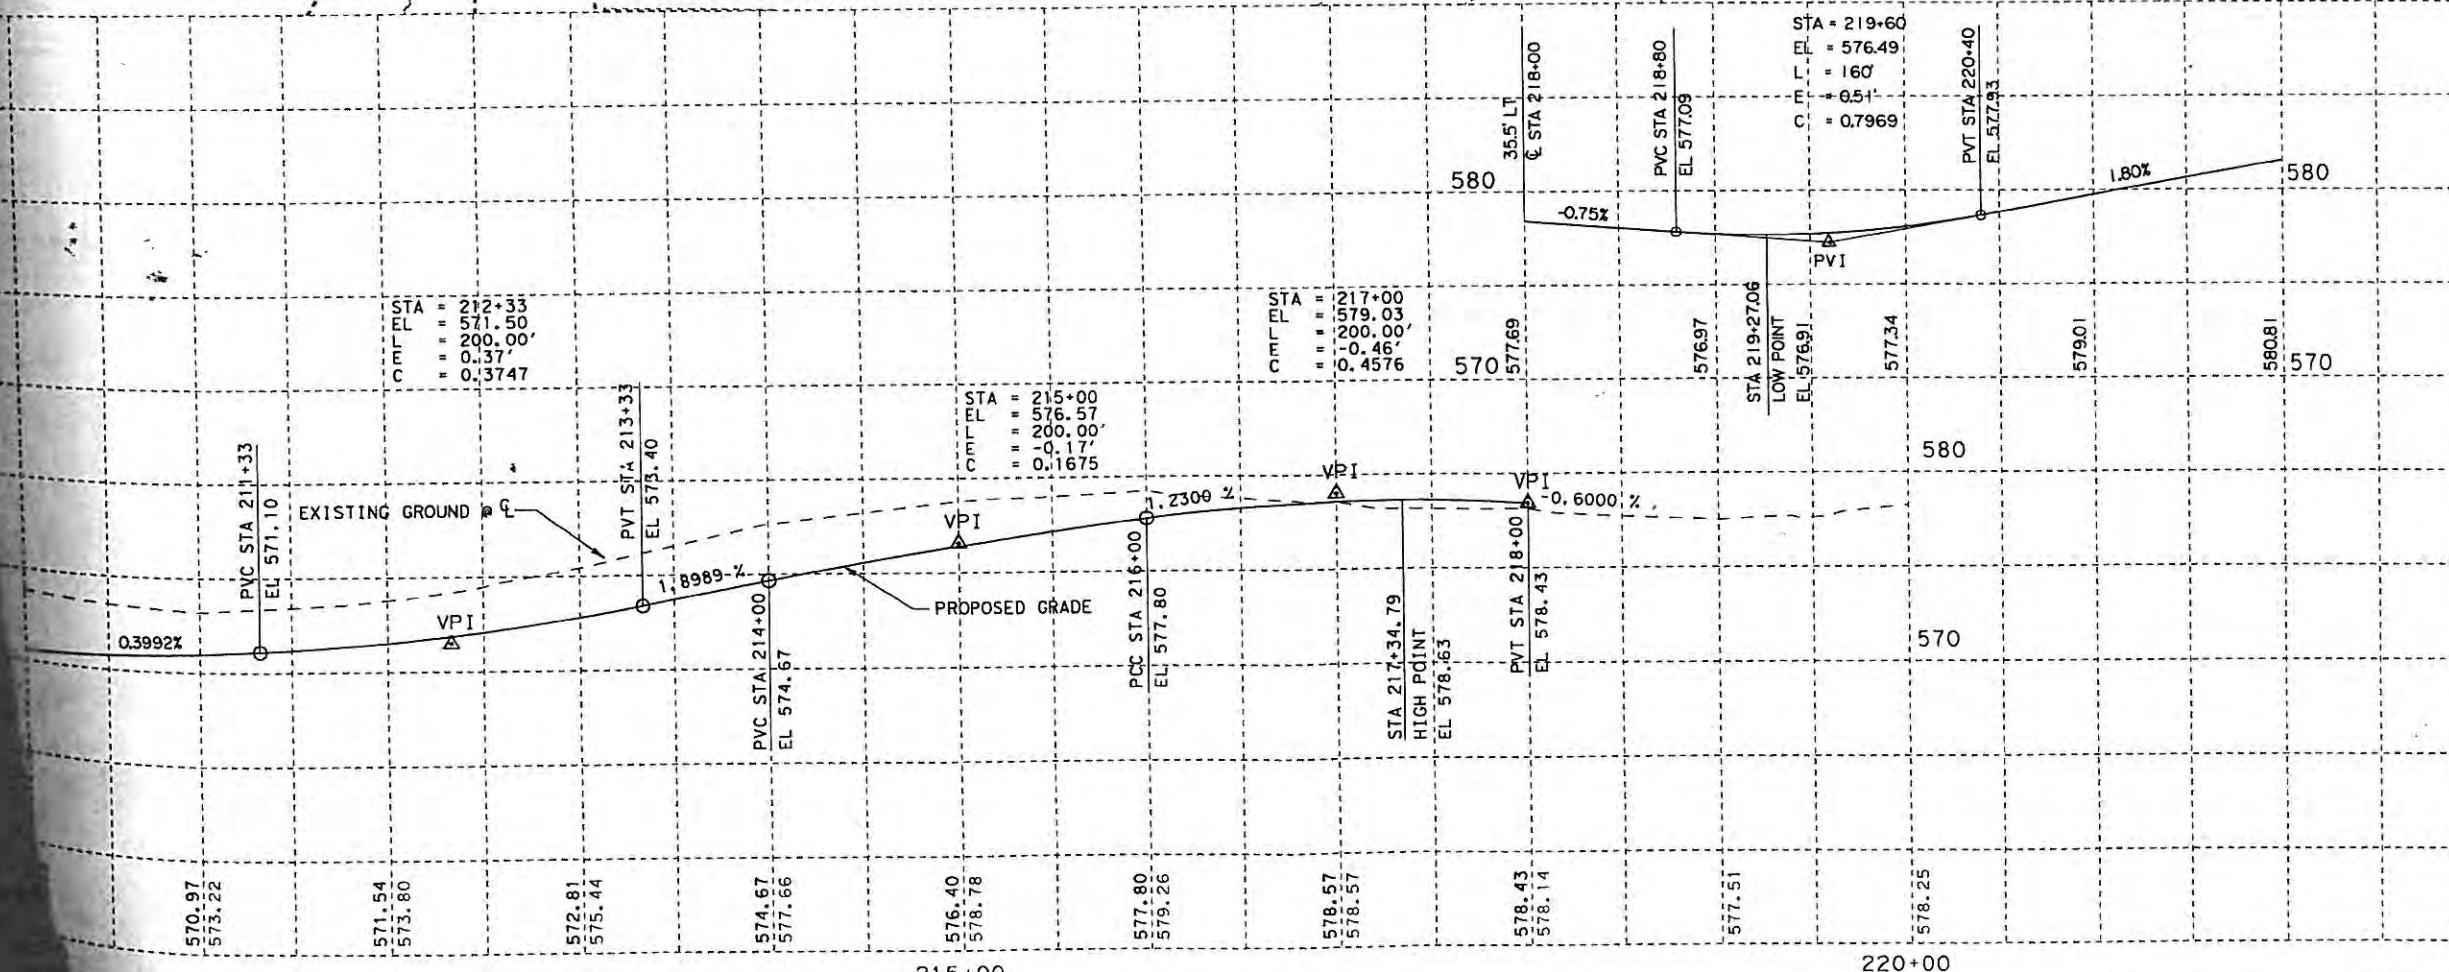 STA = 219+60
EL = 576.49
L = 160'
E = 0.51'
C = 0.7969
35.5' LT
℄ STA 218+00
PVC STA 218+80
EL 577.09
PVT STA 220+40
EL 577.93
580
-0.75%
1.80%
580
PVI
STA = 212+33
EL = 571.50
L = 200.00'
E = 0.37'
C = 0.3747
STA = 217+00
EL = 579.03
L = 200.00'
E = -0.46'
C = 0.4576
570
577.69
576.97
STA 219+27.06
LOW POINT
EL 576.91
577.34
579.01
580.81
570
STA = 215+00
EL = 576.57
L = 200.00'
E = -0.17'
C = 0.1675
PVC STA 211+33
EL 571.10
EXISTING GROUND @ ℄
PVT STA 213+33
EL 573.40
VPI
VPI
VPI
VPI
580
0.3992%
1.8989 %
1.2300 %
-0.6000 %
PROPOSED GRADE
PVC STA 214+00
EL 574.67
PCC STA 216+00
EL 577.80
STA 217+34.79
HIGH POINT
EL 578.63
PVT STA 218+00
EL 578.43
570
570.97
573.22
571.54
573.80
572.81
575.44
574.67
577.66
576.40
578.78
577.80
579.26
578.57
578.57
578.43
578.14
577.51
578.25
215+00
220+00